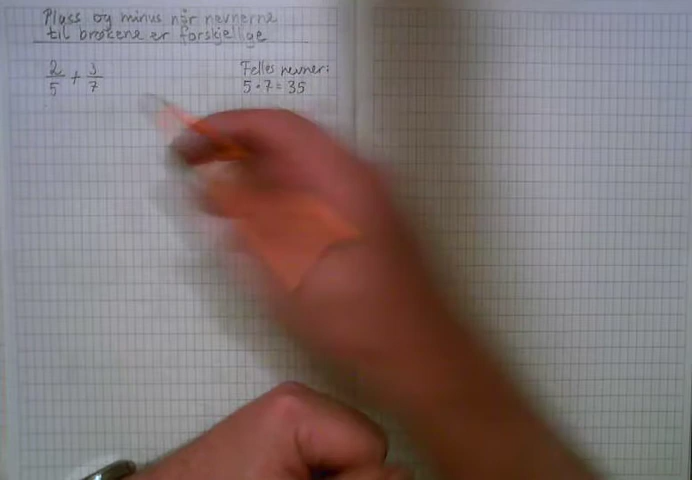 Pluss og minus når nevnerne
til brøkene er forskjellige
2/5 + 3/7
Felles nevner:
5 · 7 = 35